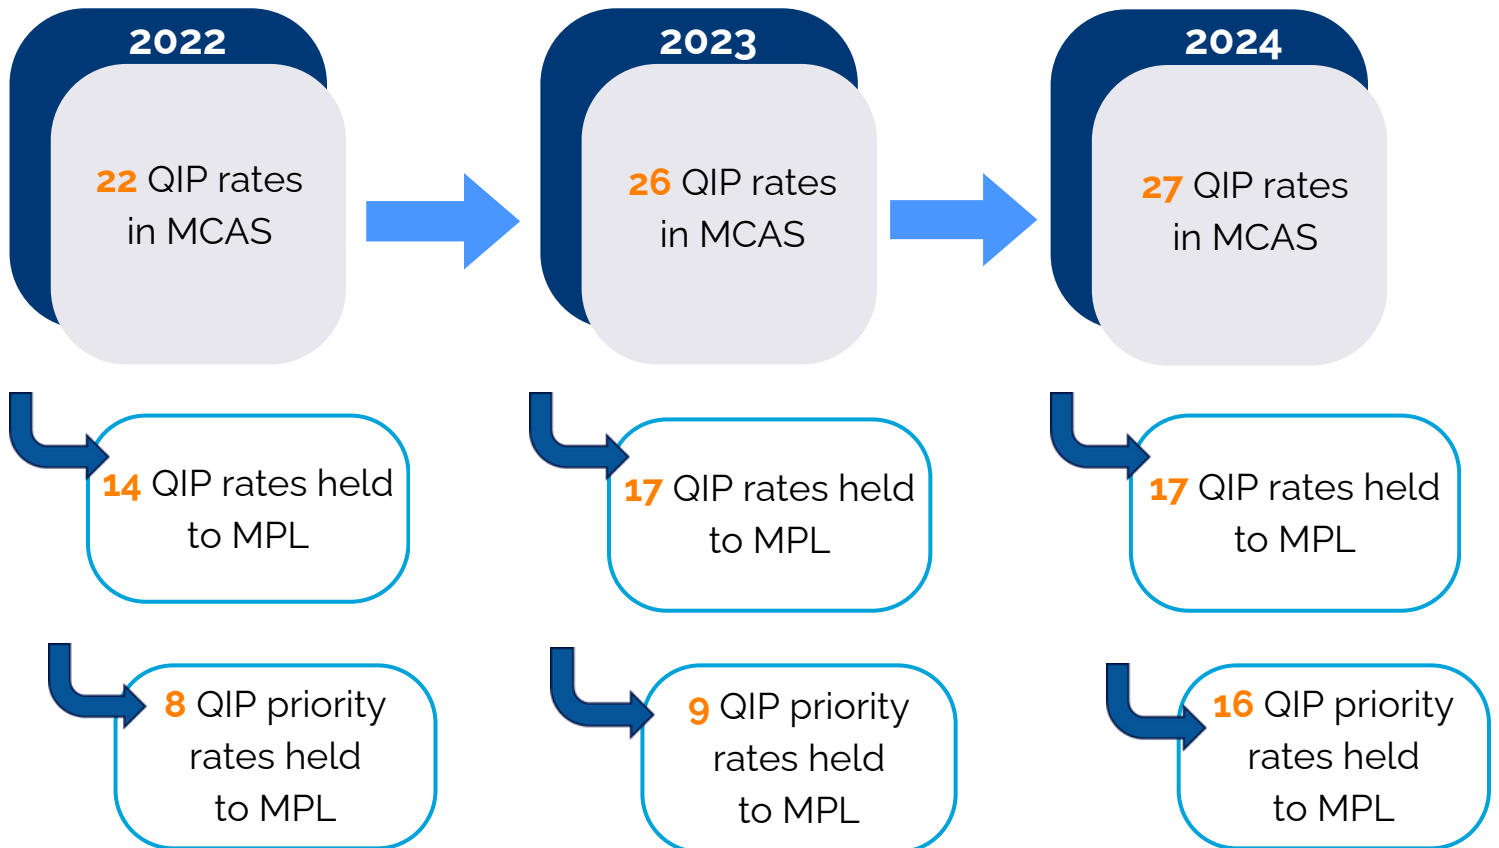 2022
22 QIP rates
in MCAS
14 QIP rates held
to MPL
8 QIP priority
rates held
to MPL
2023
26 QIP rates
in MCAS
17 QIP rates held
to MPL
9 QIP priority
rates held
to MPL
2024
27 QIP rates
in MCAS
17 QIP rates held
to MPL
16 QIP priority
rates held
to MPL